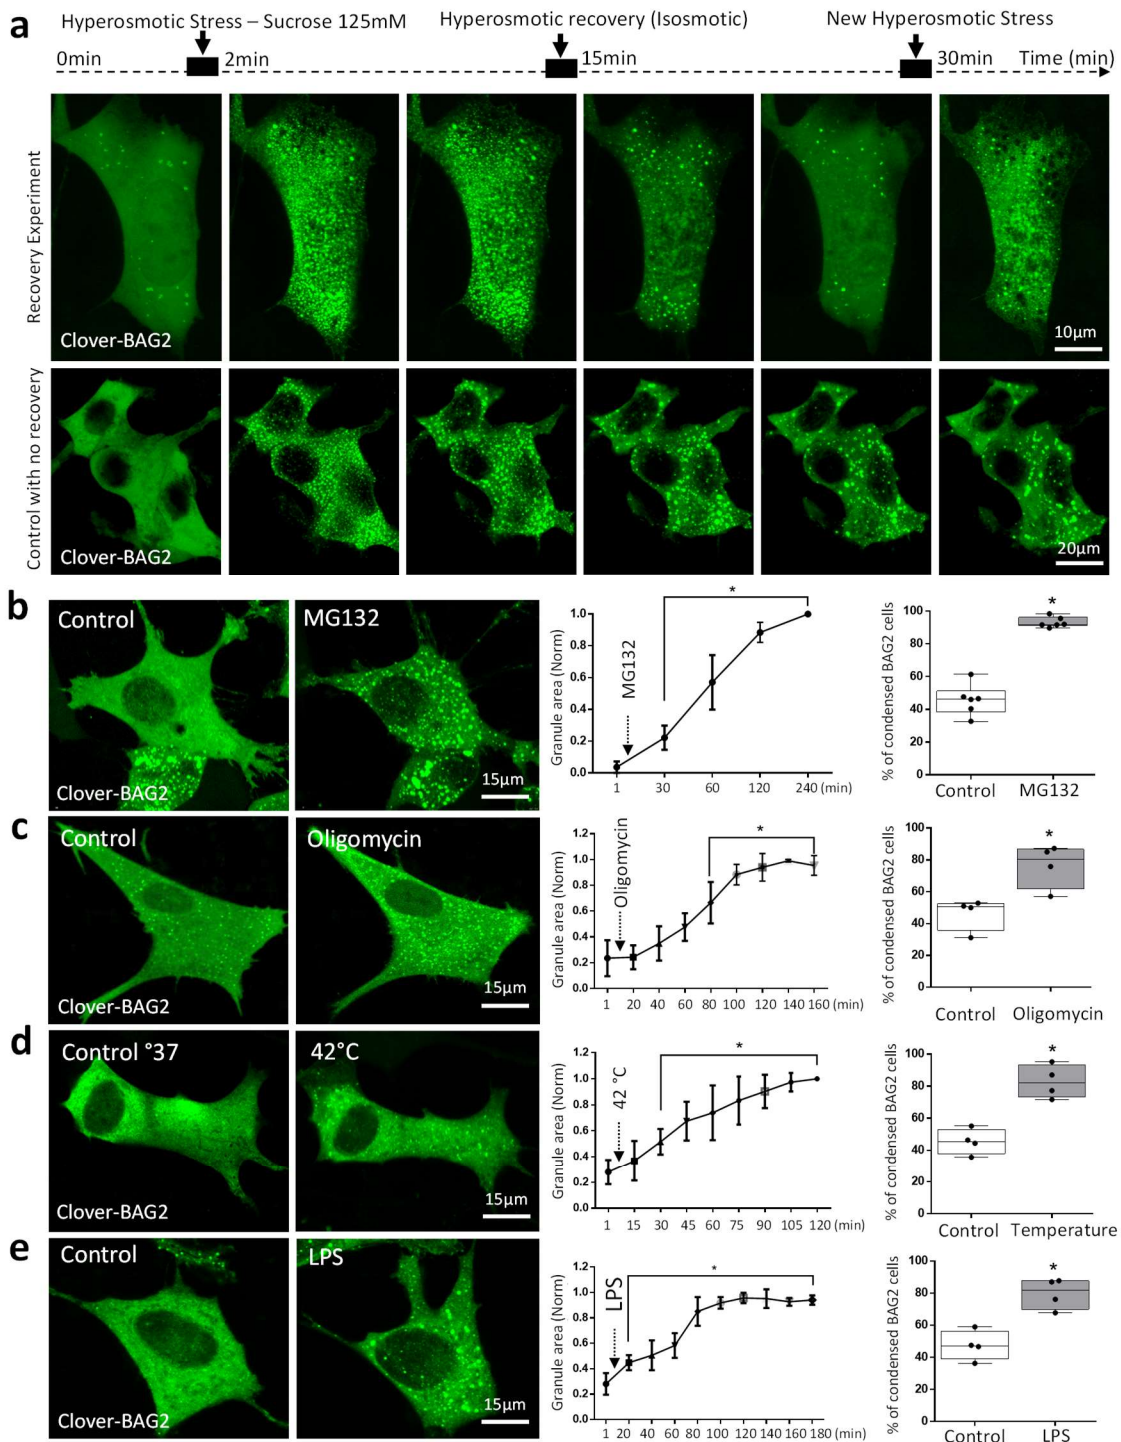 a
Hyperosmotic Stress – Sucrose 125mM
Hyperosmotic recovery (Isosmotic)
New Hyperosmotic Stress
0min
2min
15min
30min
Time (min)
Recovery Experiment
Clover-BAG2
10µm
Control with no recovery
Clover-BAG2
20µm
b
Control
Clover-BAG2
MG132
15µm
Granule area (Norm)
1.0
0.8
0.6
0.4
0.2
0.0
MG132
*
1 30 60 120 240 (min)
% of condensed BAG2 cells
100
80
60
40
20
0
*
Control MG132
c
Control
Clover-BAG2
Oligomycin
15µm
Granule area (Norm)
1.2
1.0
0.8
0.6
0.4
0.2
0.0
Oligomycin
*
1 20 40 60 80 100 120 140 160 (min)
% of condensed BAG2 cells
100
80
60
40
20
0
*
Control Oligomycin
d
Control °37
Clover-BAG2
42°C
15µm
Granule area (Norm)
1.2
1.0
0.8
0.6
0.4
0.2
0.0
42 °C
*
1 15 30 45 60 75 90 105 120 (min)
% of condensed BAG2 cells
100
80
60
40
20
0
*
Control Temperature
e
Control
Clover-BAG2
LPS
15µm
Granule area (Norm)
1.2
1.0
0.8
0.6
0.4
0.2
0.0
LPS
*
1 20 40 60 80 100 120 140 160 180 (min)
% of condensed BAG2 cells
100
80
60
40
20
0
*
Control LPS